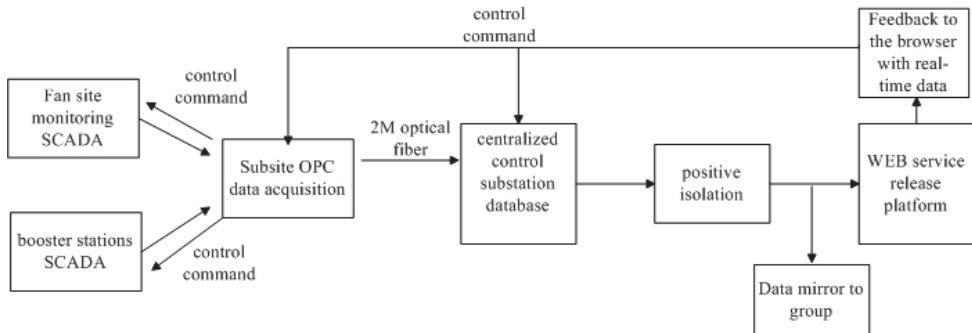 control
command
Feedback to
the browser
with real-
time data
control
command
Fan site
monitoring
SCADA
2M optical
fiber
Subsite OPC
data acquisition
centralized
control
substation
database
positive
isolation
WEB service
release
platform
booster stations
SCADA
control
command
Data mirror to
group